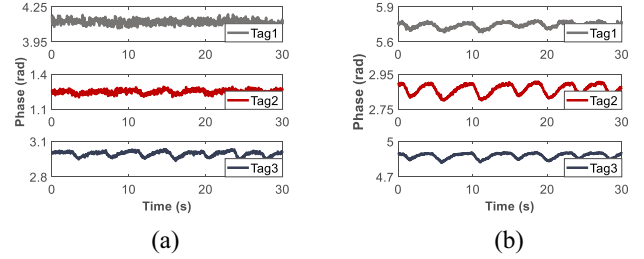 4.25
3.95
Tag1
0 10 20 30
1.4
1.1
Tag2
0 10 20 30
3.1
2.8
Tag3
0 10 20 30
Phase (rad)
Time (s)
(a)
5.9
5.6
Tag1
0 10 20 30
2.95
2.75
Tag2
0 10 20 30
5
4.7
Tag3
0 10 20 30
Phase (rad)
Time (s)
(b)